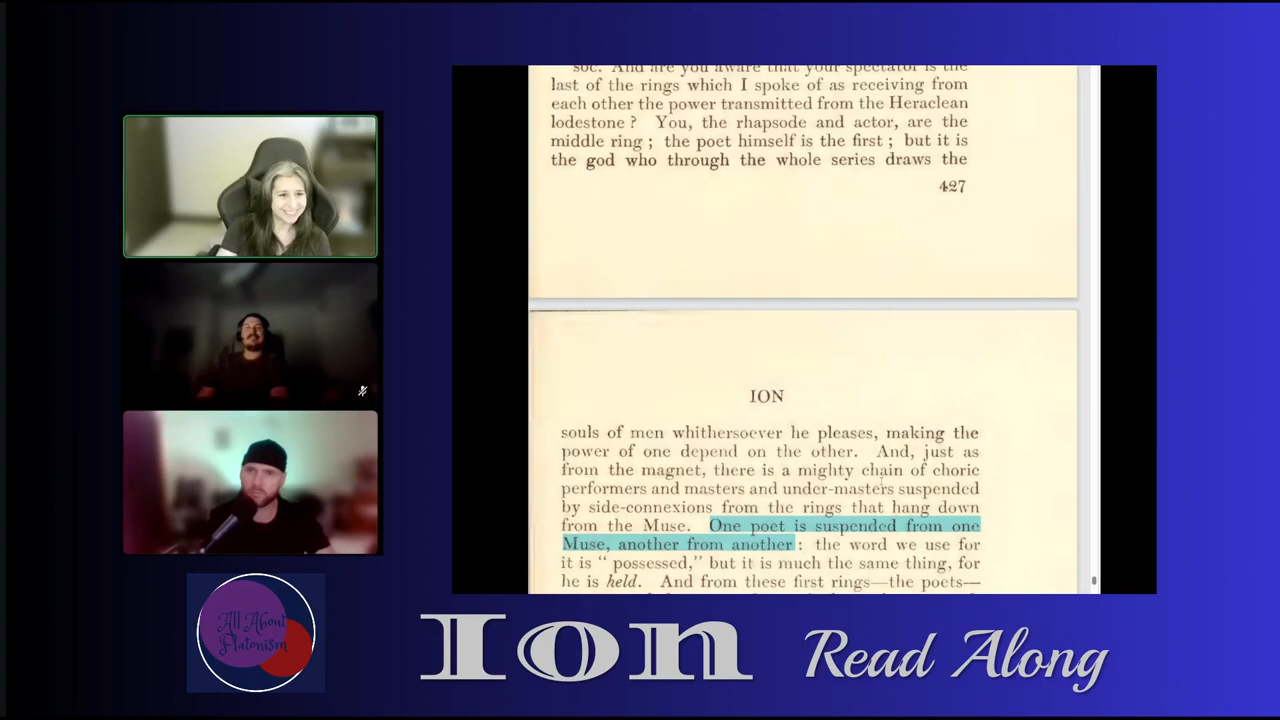 soc. And are you aware that your spectator is the
last of the rings which I spoke of as receiving from
each other the power transmitted from the Heraclean
lodestone ? You, the rhapsode and actor, are the
middle ring ; the poet himself is the first ; but it is
the god who through the whole series draws the
427
ION
souls of men whithersoever he pleases, making the
power of one depend on the other. And, just as
from the magnet, there is a mighty chain of choric
performers and masters and under-masters suspended
by side-connexions from the rings that hang down
from the Muse. One poet is suspended from one
Muse, another from another : the word we use for
it is “ possessed,” but it is much the same thing, for
he is held. And from these first rings—the poets—
All About
Platonism
Ion Read Along